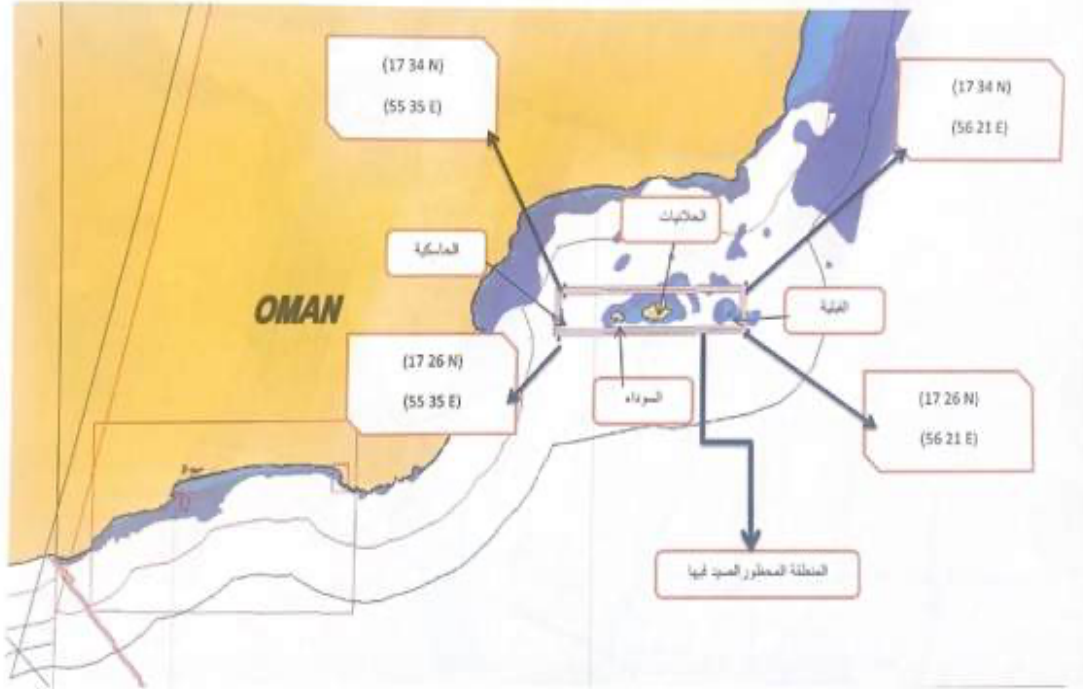 (17 34 N)
(55 35 E)
(17 34 N)
(56 21 E)
الحلانيات
الحاسكية
OMAN
القبلية
(17 26 N)
(55 35 E)
السوداء
(17 26 N)
(56 21 E)
المنطقة المحظور الصيد فيها